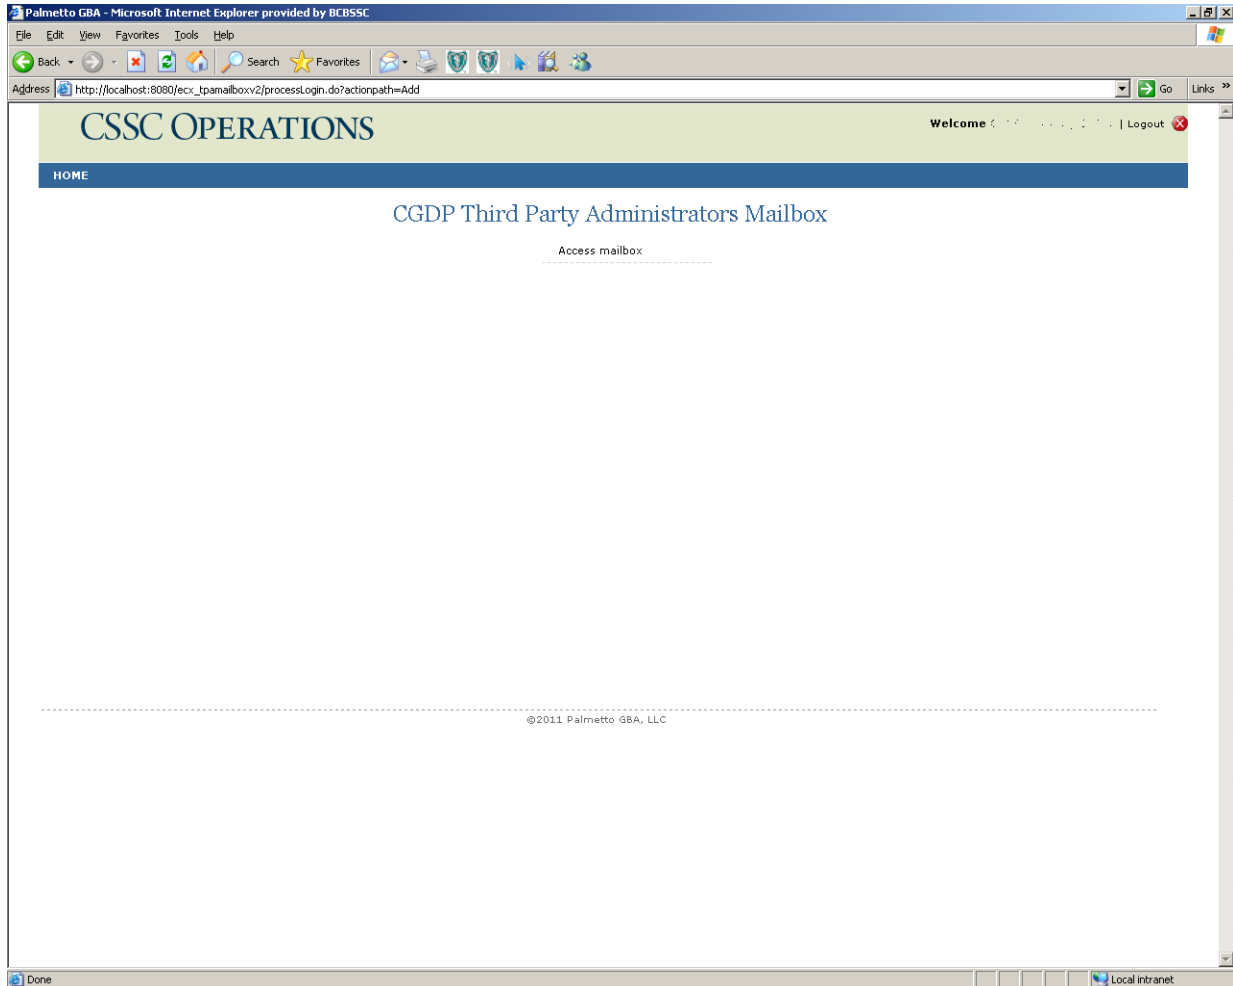 Palmetto GBA - Microsoft Internet Explorer provided by BCBSSC
File Edit View Favorites Tools Help
Back Search Favorites
Address http://localhost:8080/ecx_tpamailboxv2/processLogin.do?actionpath=Add Go Links »
CSSC OPERATIONS
Welcome | Logout
HOME
CGDP Third Party Administrators Mailbox
Access mailbox
©2011 Palmetto GBA, LLC
Done Local intranet